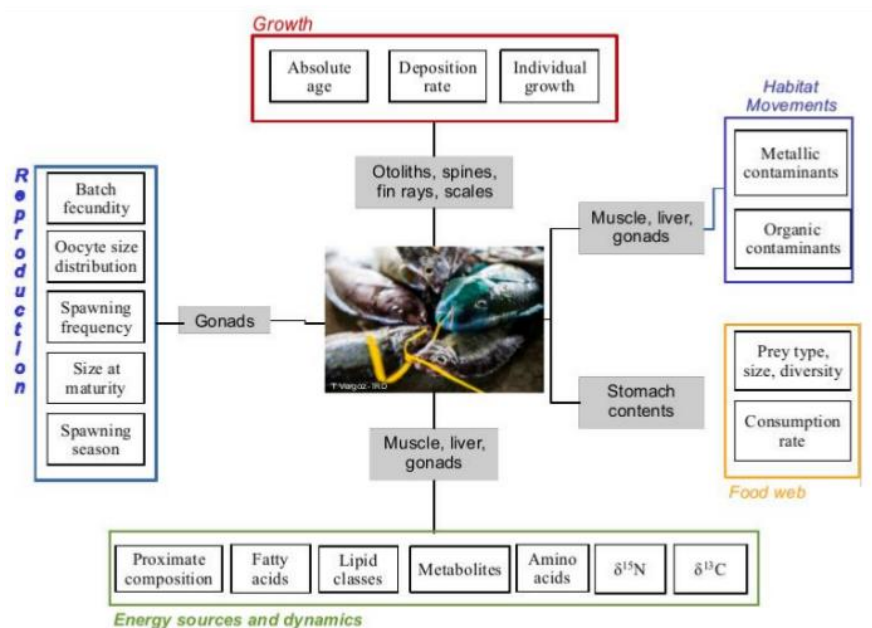 Growth
Absolute
age
Deposition
rate
Individual
growth
Habitat
Movements
Metallic
contaminants
Organic
contaminants
Otoliths, spines,
fin rays, scales
Muscle, liver,
gonads
Reproduction
Batch
fecundity
Oocyte size
distribution
Spawning
frequency
Size at
maturity
Spawning
season
Gonads
Stomach
contents
Prey type,
size, diversity
Consumption
rate
Food web
Muscle, liver,
gonads
Proximate
composition
Fatty
acids
Lipid
classes
Metabolites
Amino
acids
δ¹⁵N
δ¹³C
Energy sources and dynamics